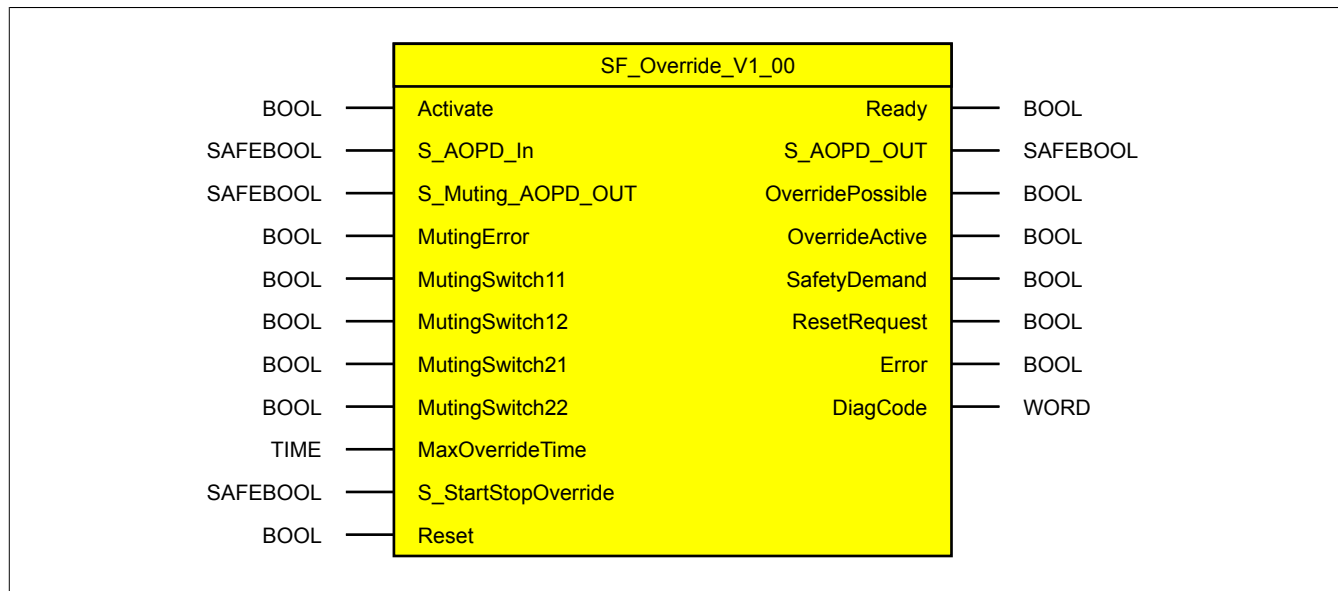 SF_Override_V1_00
BOOL Activate Ready BOOL
SAFEBOOL S_AOPD_In S_AOPD_OUT SAFEBOOL
SAFEBOOL S_Muting_AOPD_OUT OverridePossible BOOL
BOOL MutingError OverrideActive BOOL
BOOL MutingSwitch11 SafetyDemand BOOL
BOOL MutingSwitch12 ResetRequest BOOL
BOOL MutingSwitch21 Error BOOL
BOOL MutingSwitch22 DiagCode WORD
TIME MaxOverrideTime
SAFEBOOL S_StartStopOverride
BOOL Reset